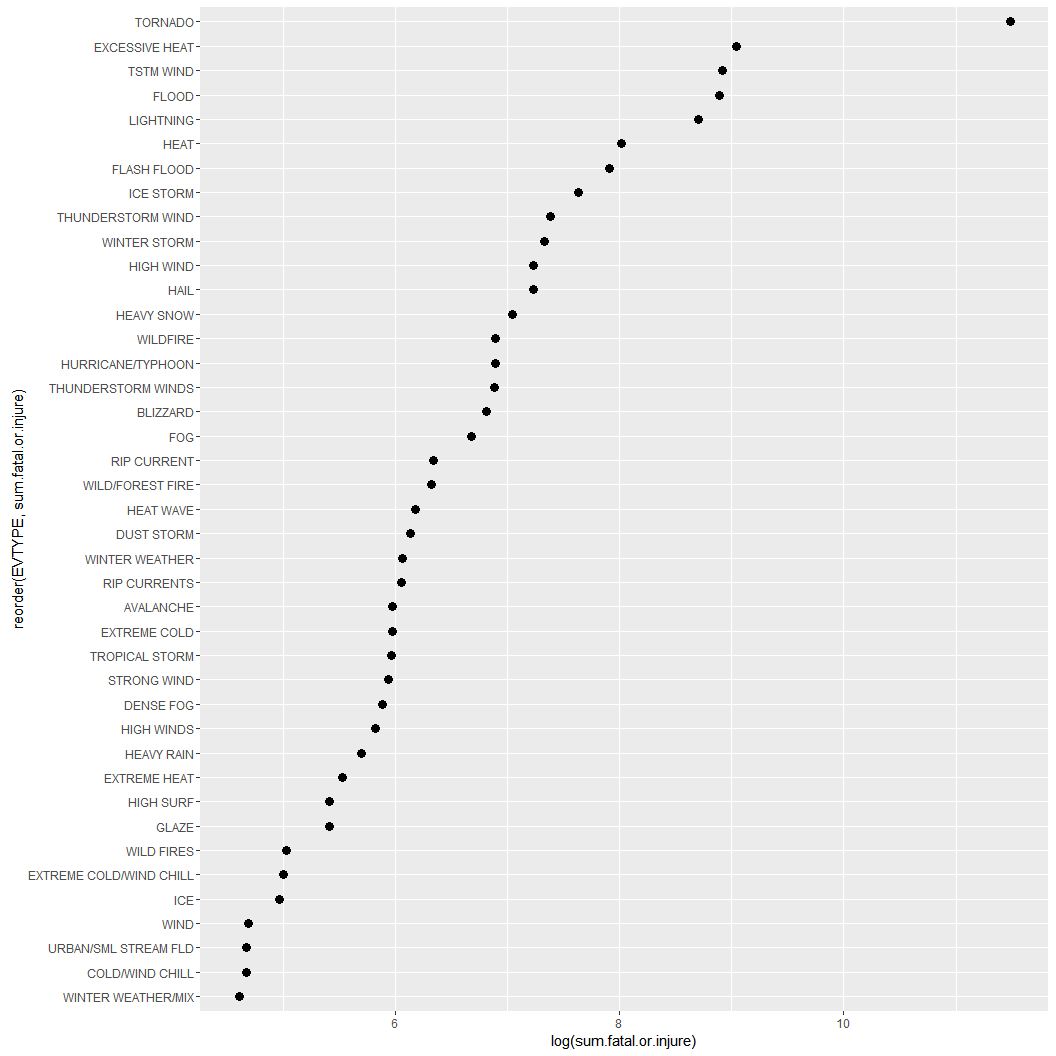 TORNADO
EXCESSIVE HEAT
TSTM WIND
FLOOD
LIGHTNING
HEAT
FLASH FLOOD
ICE STORM
THUNDERSTORM WIND
WINTER STORM
HIGH WIND
HAIL
HEAVY SNOW
WILDFIRE
HURRICANE/TYPHOON
THUNDERSTORM WINDS
BLIZZARD
FOG
RIP CURRENT
WILD/FOREST FIRE
HEAT WAVE
DUST STORM
WINTER WEATHER
RIP CURRENTS
AVALANCHE
EXTREME COLD
TROPICAL STORM
STRONG WIND
DENSE FOG
HIGH WINDS
HEAVY RAIN
EXTREME HEAT
HIGH SURF
GLAZE
WILD FIRES
EXTREME COLD/WIND CHILL
ICE
WIND
URBAN/SML STREAM FLD
COLD/WIND CHILL
WINTER WEATHER/MIX
reorder(EVTYPE, sum.fatal.or.injure)
6 8 10
log(sum.fatal.or.injure)